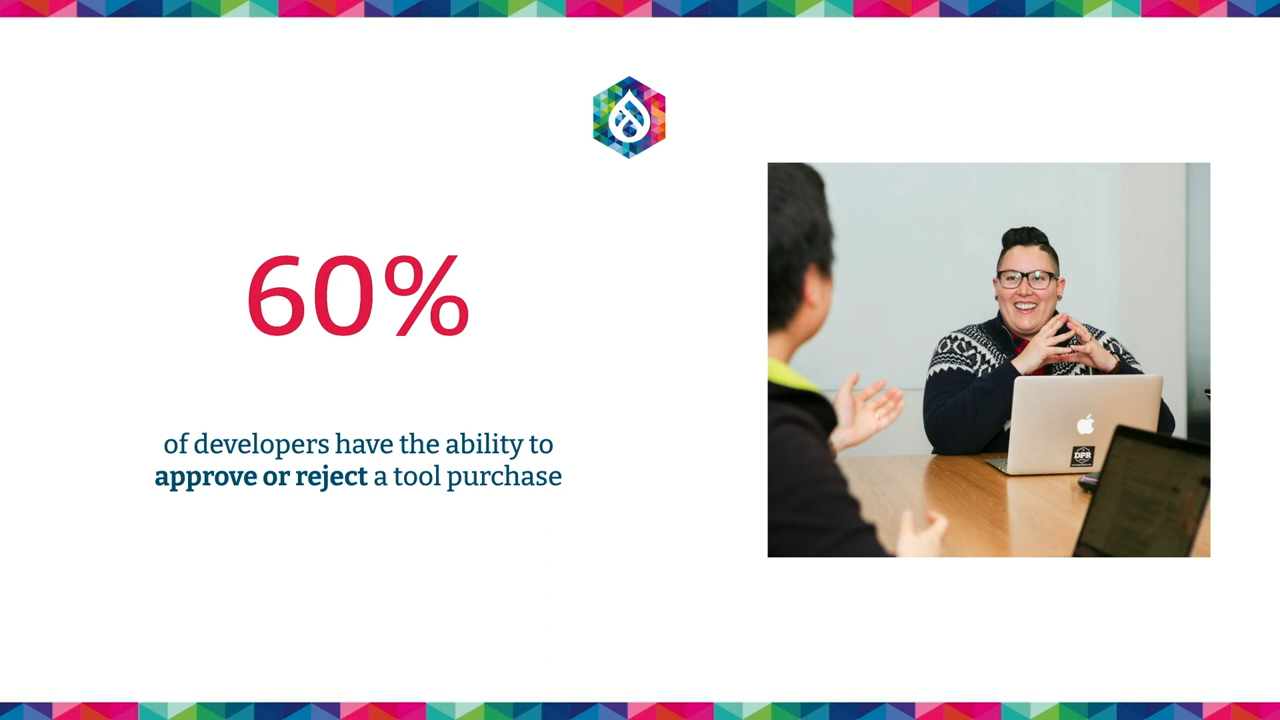 60%
of developers have the ability to
approve or reject a tool purchase
DPR